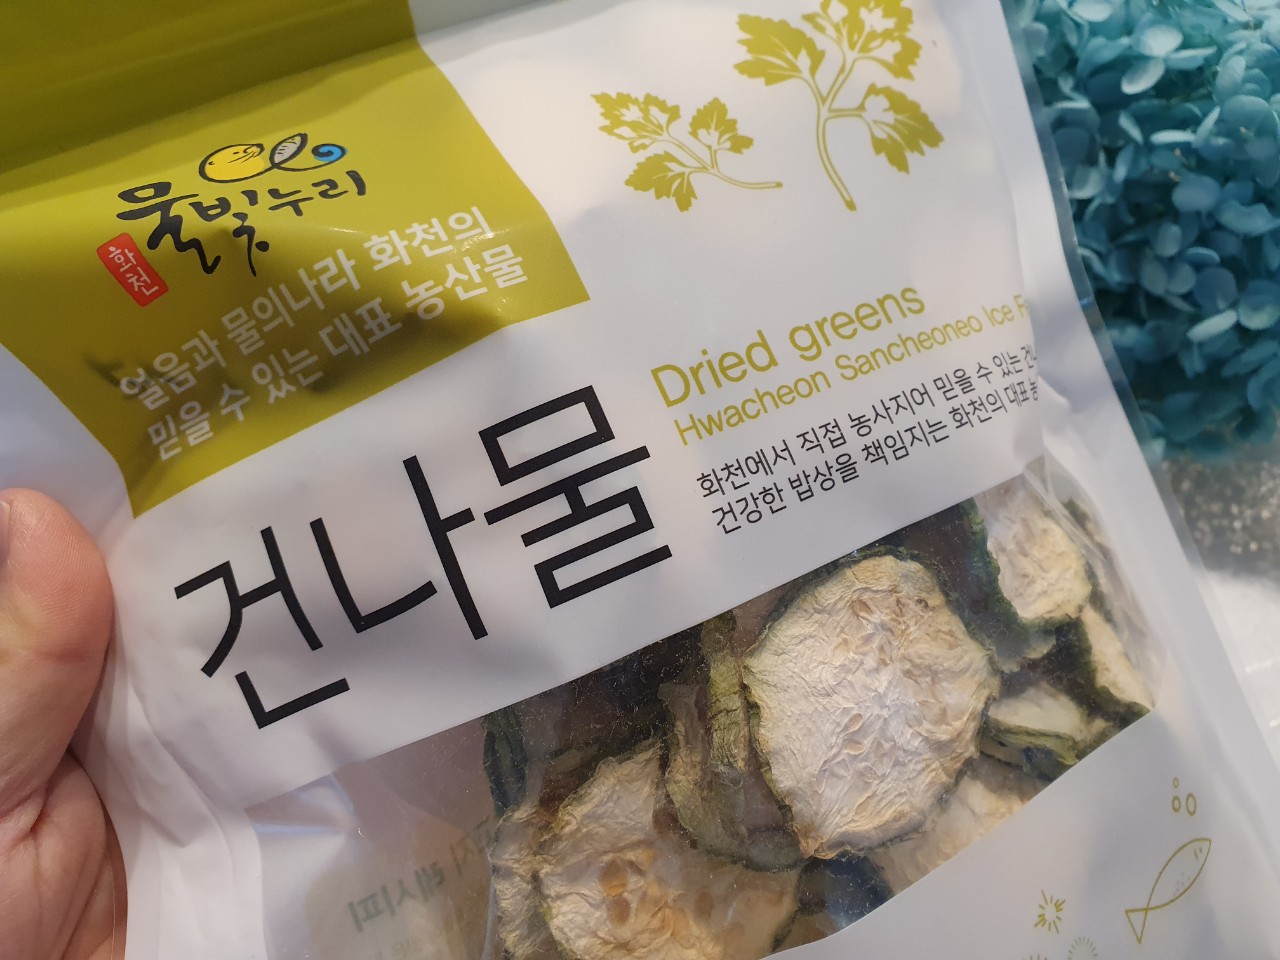 물빛누리
화천
얼음과 물의나라 화천의
믿을 수 있는 대표 농산물
Dried greens
Hwacheon Sancheoneo Ice
화천에서 직접 농사지어 믿을 수 있는
건강한 밥상을 책임지는 화천의 대표
건나물
레시피